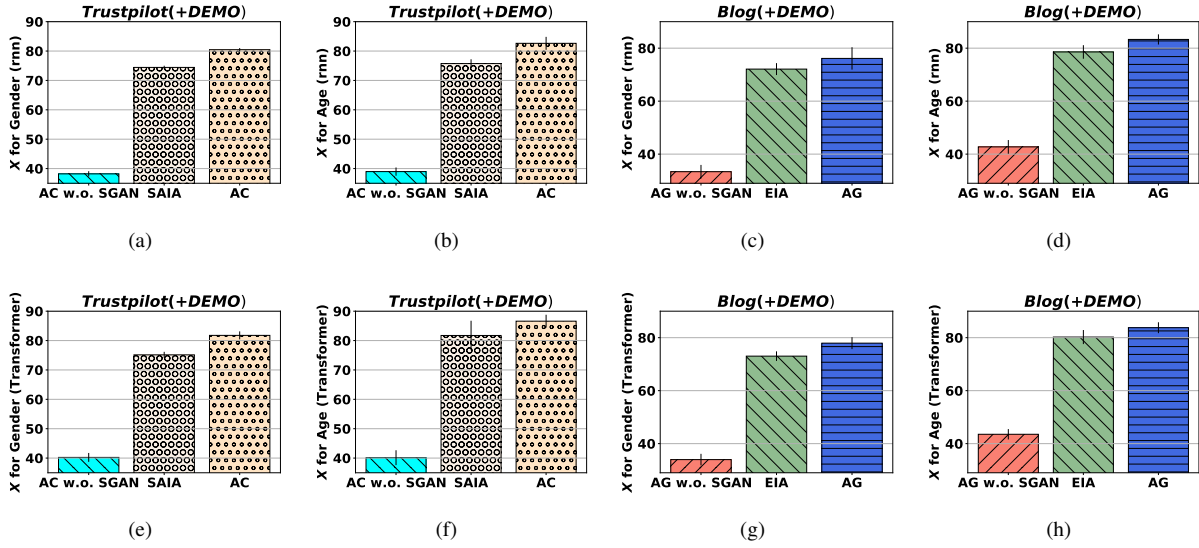 Trustpilot(+DEMO)
X for Gender (rnn)
90
80
70
60
50
40
AC w.o. SGAN SAIA AC
(a)
Trustpilot(+DEMO)
X for Age (rnn)
90
80
70
60
50
40
AC w.o. SGAN SAIA AC
(b)
Blog(+DEMO)
X for Gender (rnn)
80
60
40
AG w.o. SGAN EIA AG
(c)
Blog(+DEMO)
X for Age (rnn)
80
60
40
AG w.o. SGAN EIA AG
(d)
Trustpilot(+DEMO)
X for Gender (Transformer)
90
80
70
60
50
40
AC w.o. SGAN SAIA AC
(e)
Trustpilot(+DEMO)
X for Age (Transformer)
90
80
70
60
50
40
AC w.o. SGAN SAIA AC
(f)
Blog(+DEMO)
X for Gender (Transformer)
80
60
40
AG w.o. SGAN EIA AG
(g)
Blog(+DEMO)
X for Age (Transformer)
80
60
40
AG w.o. SGAN EIA AG
(h)